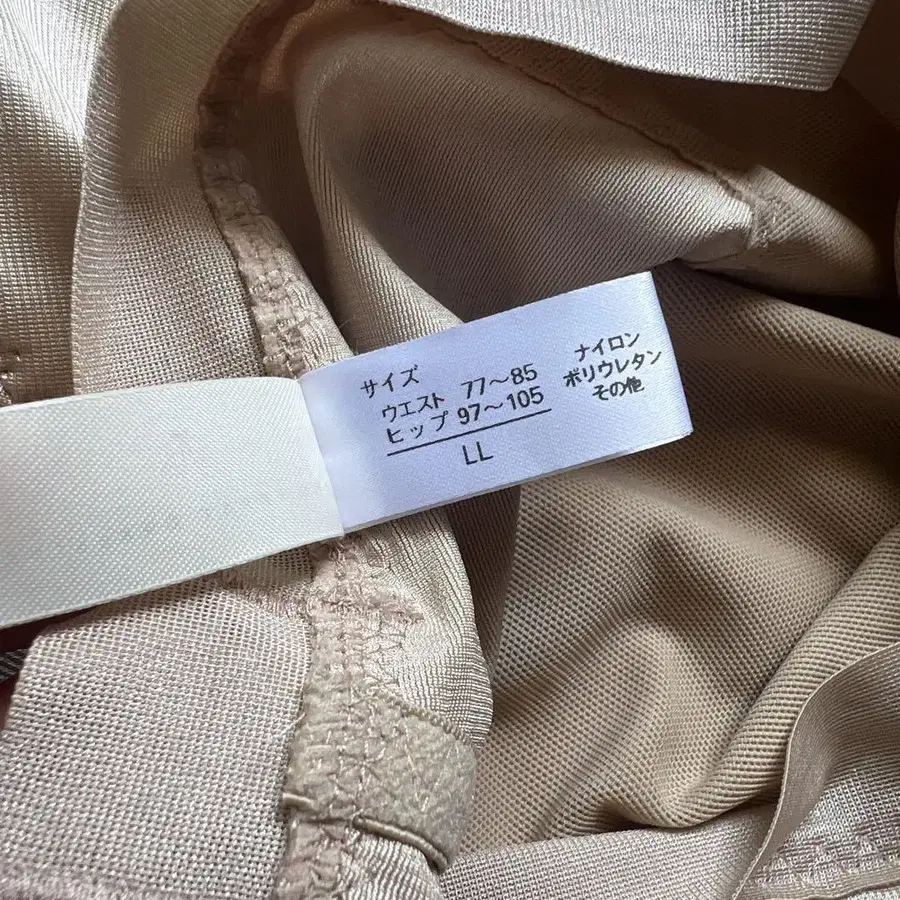 サイズ
ウエスト 77～85
ヒップ 97～105
LL
ナイロン
ポリウレタン
その他